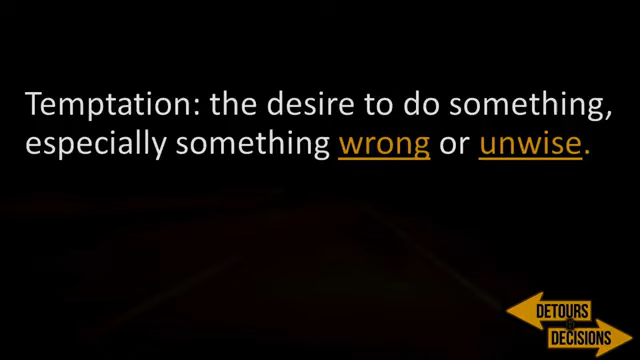 Temptation: the desire to do something,
especially something wrong or unwise.
DETOURS
&
DECISIONS